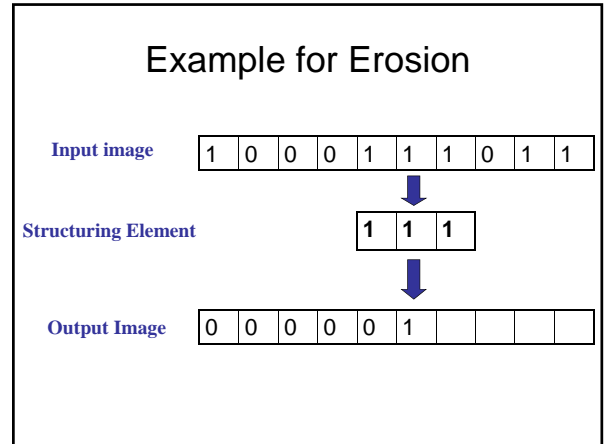 Example for Erosion
Input image 1 0 0 0 1 1 1 0 1 1
Structuring Element 1 1 1
Output Image 0 0 0 0 0 1